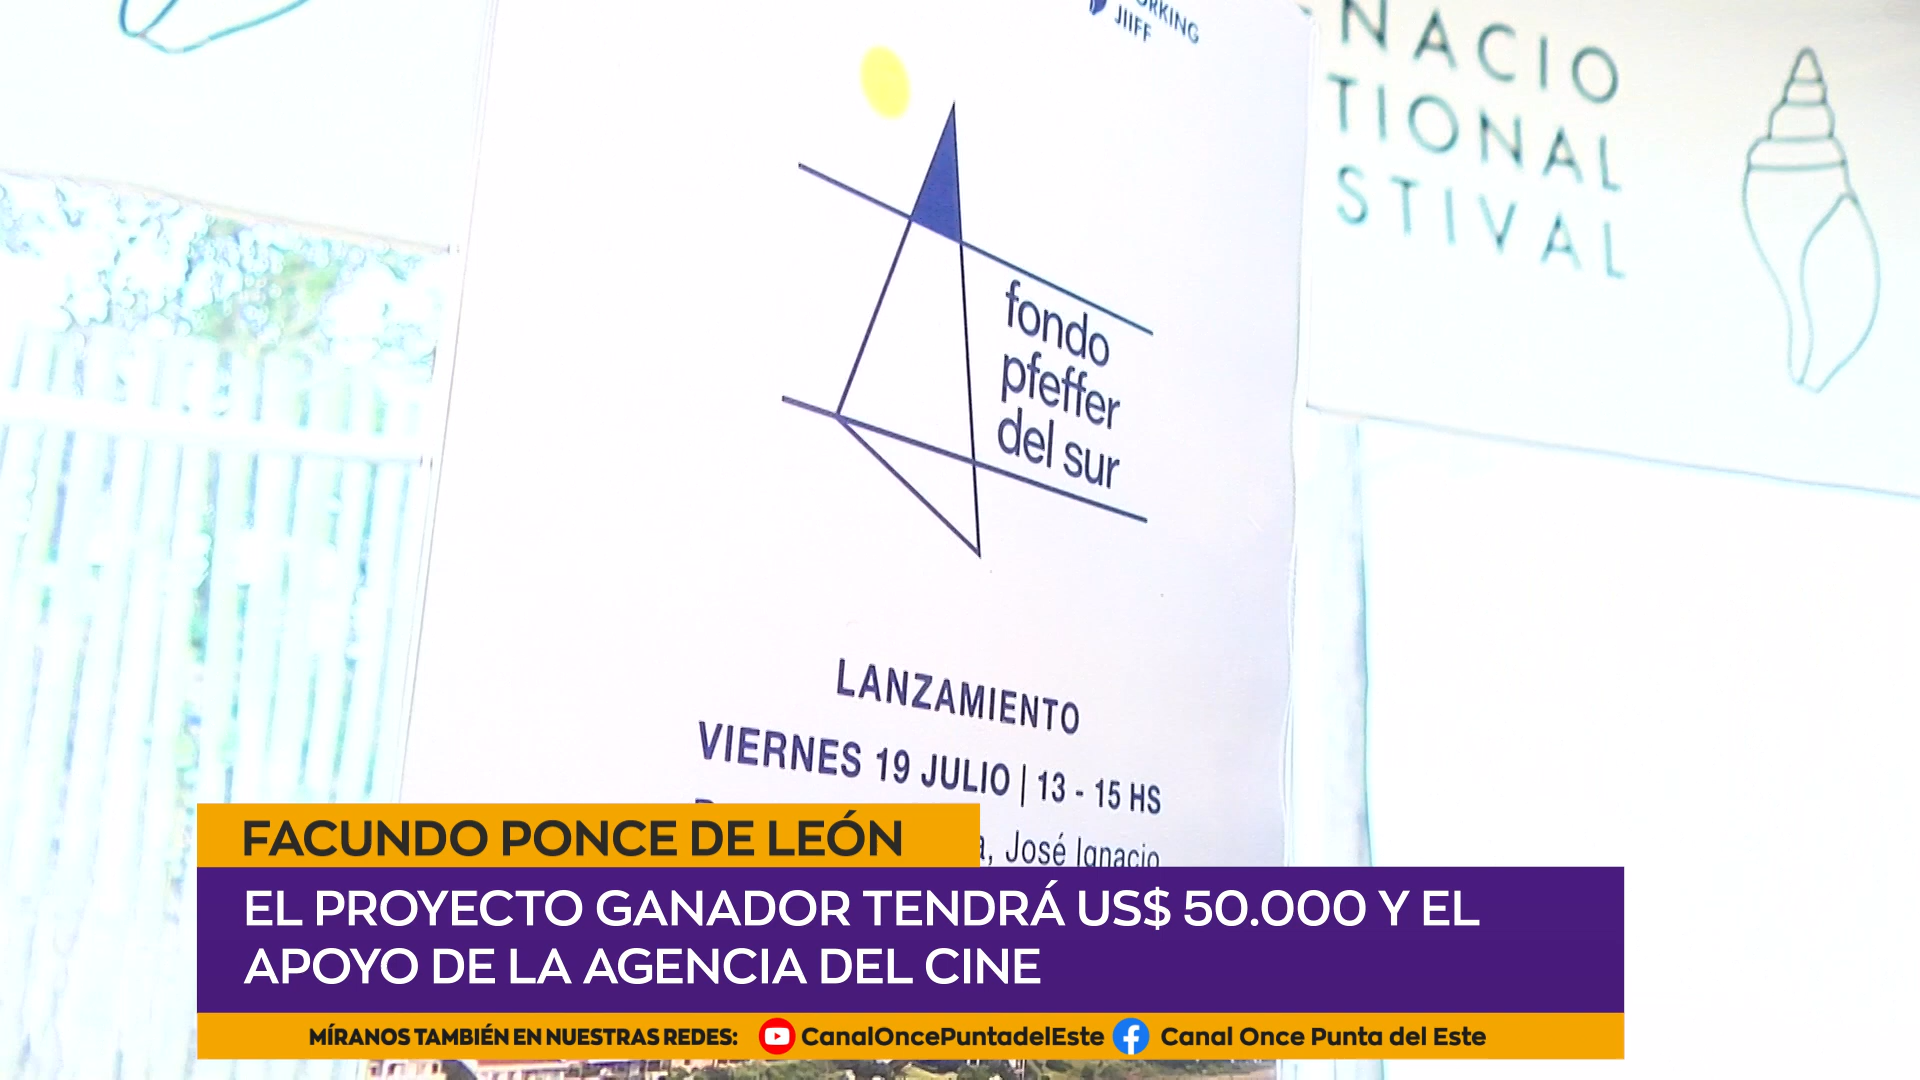 JIIFF
NACIO
TIONAL
STIVAL
fondo
pfeffer
del sur
LANZAMIENTO
VIERNES 19 JULIO | 13 - 15 HS
José Ignacio
FACUNDO PONCE DE LEÓN
EL PROYECTO GANADOR TENDRÁ US$ 50.000 Y EL
APOYO DE LA AGENCIA DEL CINE
MÍRANOS TAMBIÉN EN NUESTRAS REDES: CanalOncePuntadelEste Canal Once Punta del Este